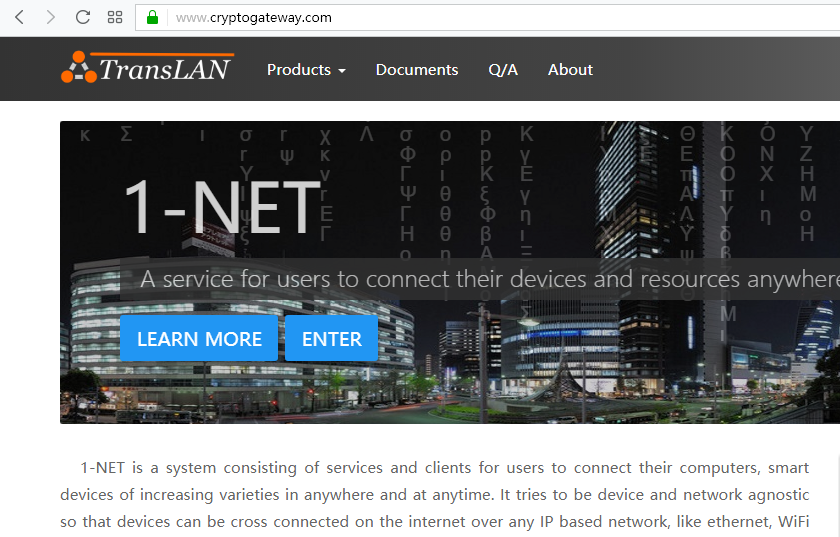 www.cryptogateway.com
TransLAN
Products
Documents
Q/A
About
1-NET
A service for users to connect their devices and resources anywhere
LEARN MORE
ENTER
1-NET is a system consisting of services and clients for users to connect their computers, smart
devices of increasing varieties in anywhere and at anytime. It tries to be device and network agnostic
so that devices can be cross connected on the internet over any IP based network, like ethernet, WiFi